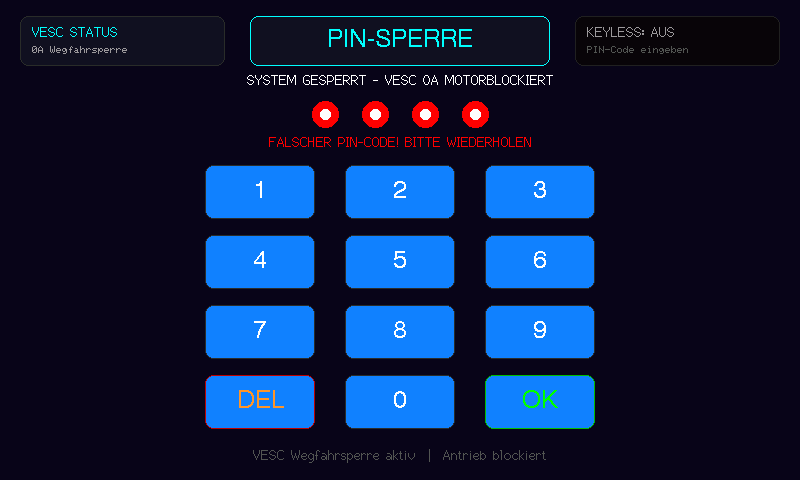 VESC STATUS
0A Wegfahrsperre
PIN-SPERRE
KEYLESS: AUS
PIN-Code eingeben
SYSTEM GESPERRT - VESC 0A MOTORBLOCKIERT
FALSCHER PIN-CODE! BITTE WIEDERHOLEN
1 2 3
4 5 6
7 8 9
DEL 0 OK
VESC Wegfahrsperre aktiv | Antrieb blockiert